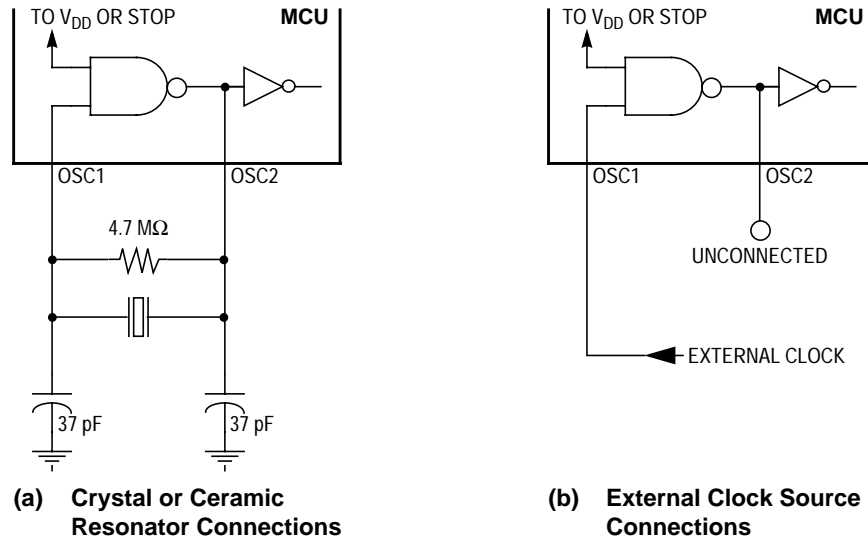 TO VDD OR STOP
MCU
OSC1
OSC2
4.7 MΩ
37 pF
37 pF
(a) Crystal or Ceramic
Resonator Connections
TO VDD OR STOP
MCU
OSC1
OSC2
UNCONNECTED
EXTERNAL CLOCK
(b) External Clock Source
Connections